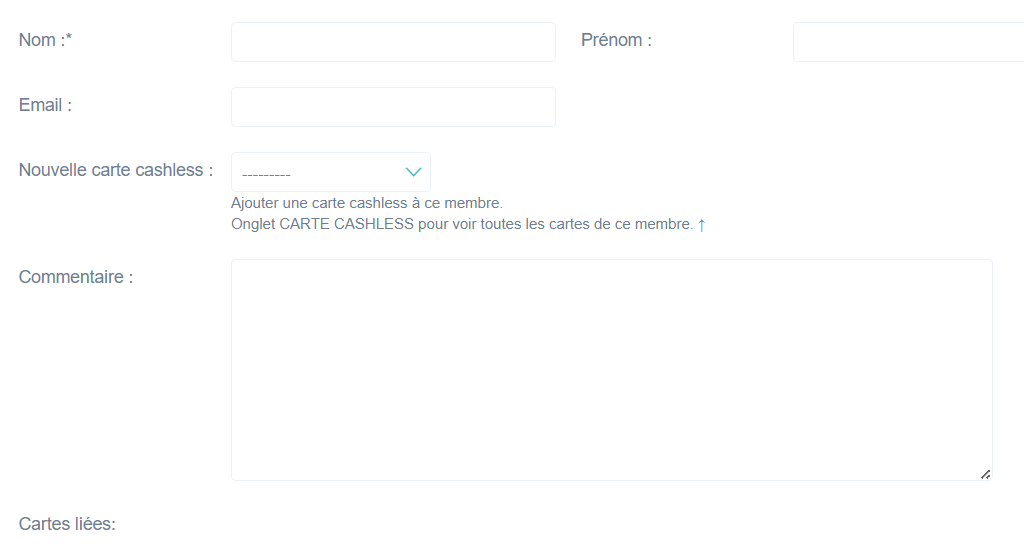 Nom :* Prénom :
Email :
Nouvelle carte cashless : ---------
Ajouter une carte cashless à ce membre.
Onglet CARTE CASHLESS pour voir toutes les cartes de ce membre. ↑
Commentaire :
Cartes liées: